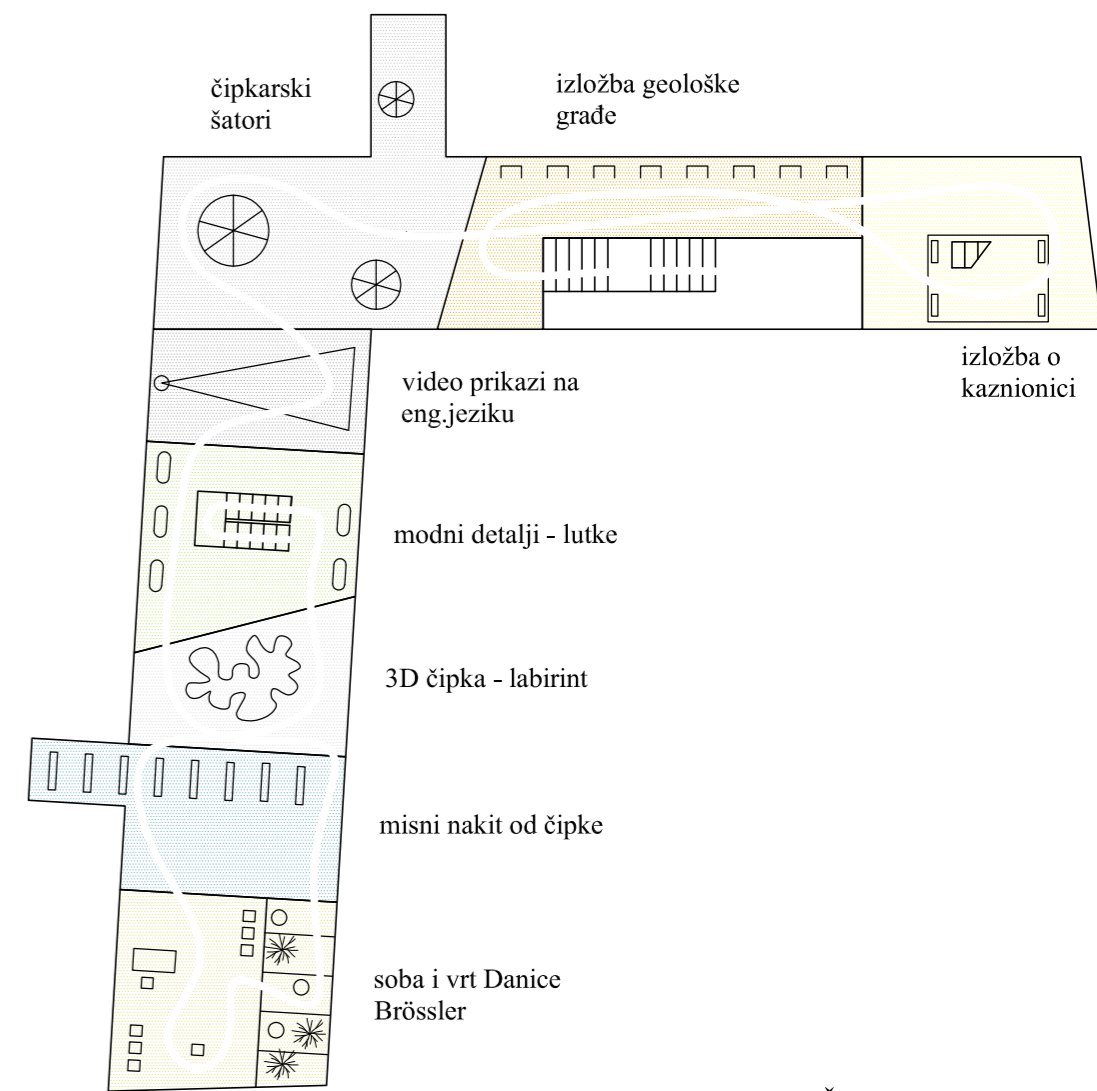 čipkarski
šatori
izložba geološke
građe
izložba o
kaznionici
video prikazi na
eng.jeziku
modni detalji - lutke
3D čipka - labirint
misni nakit od čipke
soba i vrt Danice
Brössler